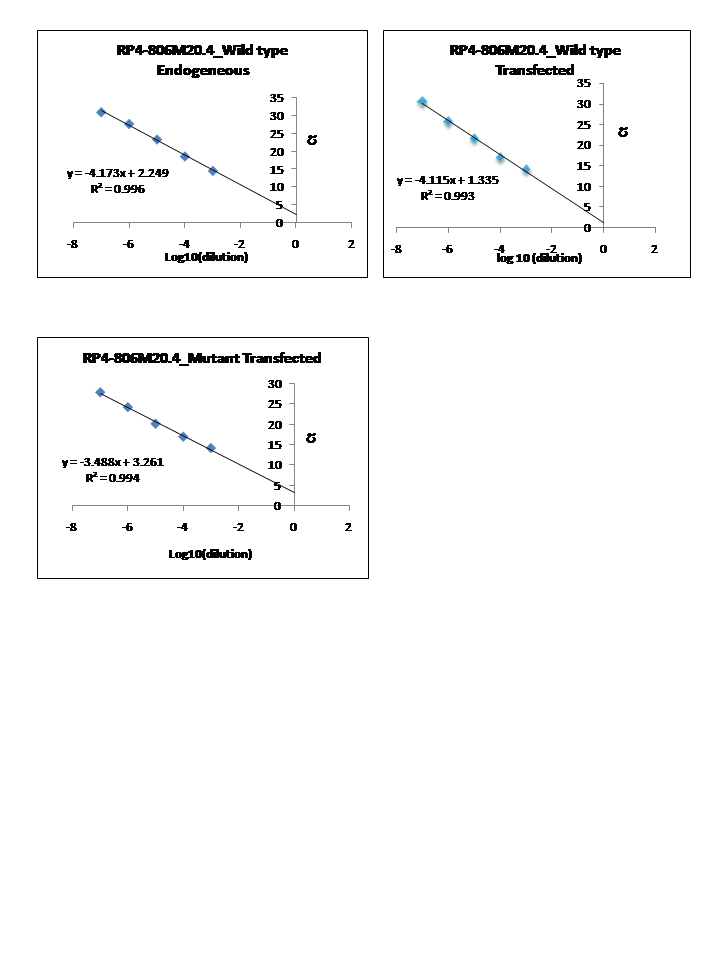 RP4-806M20.4_Wild type
Endogeneous
35
30
25
20
15
10
5
0
Ct
y = -4.173x + 2.249
R² = 0.996
-8 -6 -4 -2 0 2
Log10(dilution)
RP4-806M20.4_Wild type
Transfected
35
30
25
20
15
10
5
0
Ct
y = -4.115x + 1.335
R² = 0.993
-8 -6 -4 -2 0 2
log 10 (dilution)
RP4-806M20.4_Mutant Transfected
30
25
20
15
10
5
0
Ct
y = -3.488x + 3.261
R² = 0.994
-8 -6 -4 -2 0 2
Log10(dilution)